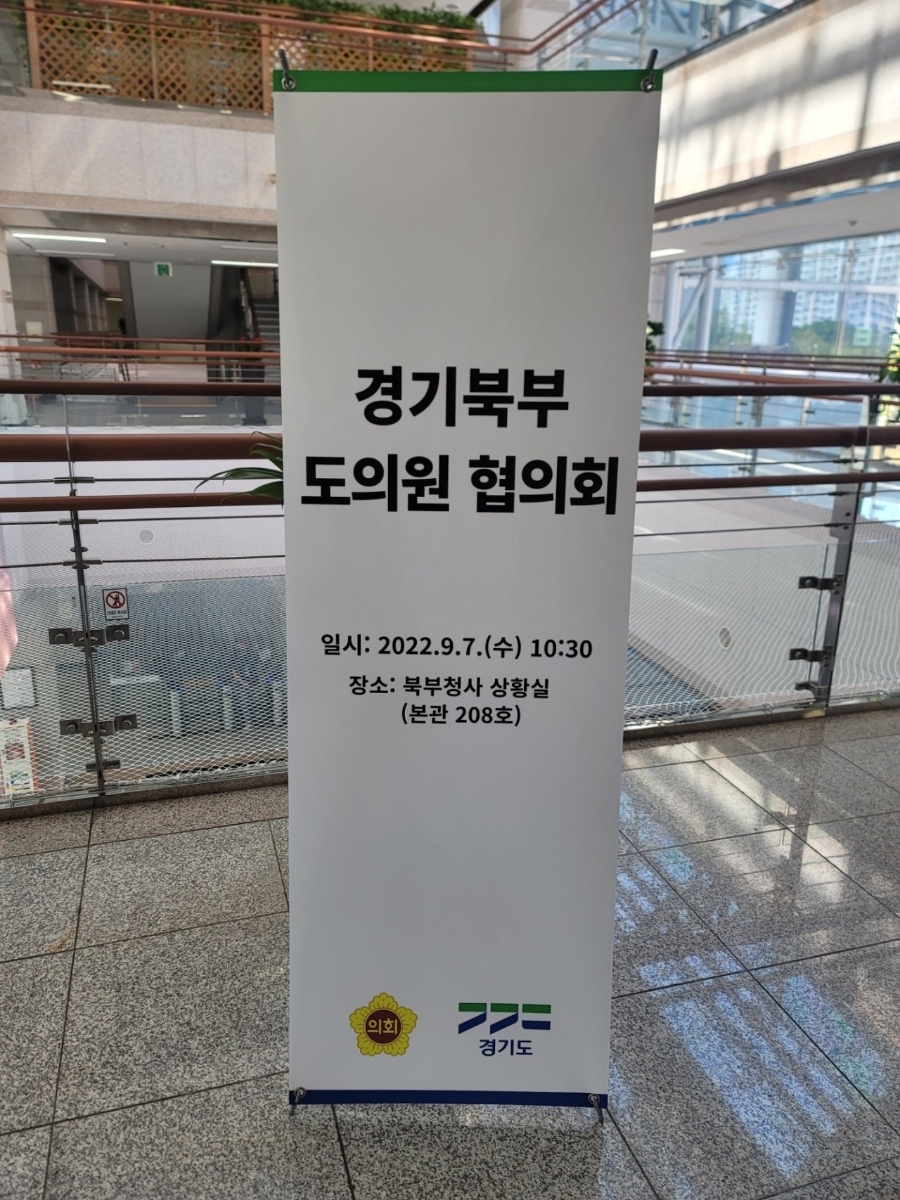 경기북부
도의원 협의회
일시: 2022.9.7.(수) 10:30
장소: 북부청사 상황실
(본관 208호)
의회
경기도